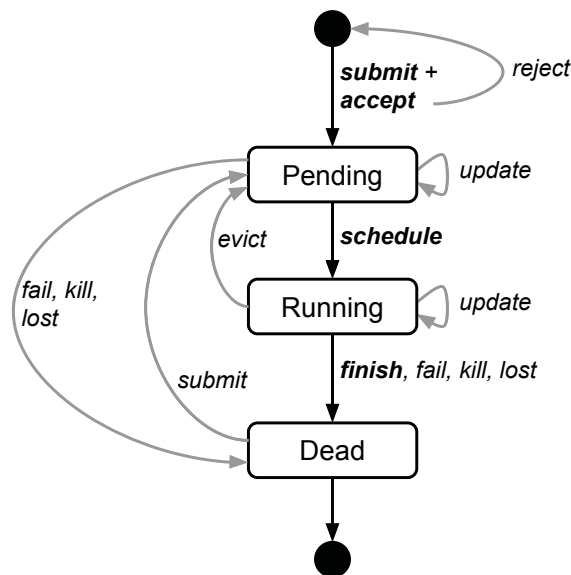 submit +
accept
reject
Pending
update
schedule
evict
fail, kill,
lost
Running
update
submit
finish, fail, kill, lost
Dead